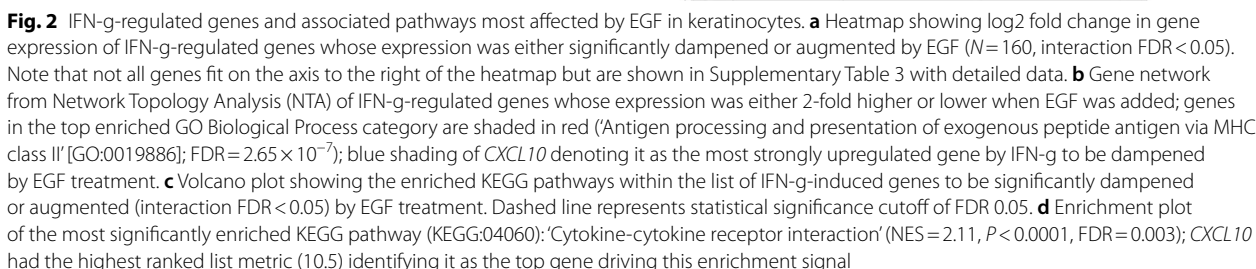 Fig. 2 IFN-g-regulated genes and associated pathways most affected by EGF in keratinocytes. a Heatmap showing log2 fold change in gene
expression of IFN-g-regulated genes whose expression was either significantly dampened or augmented by EGF (N = 160, interaction FDR < 0.05).
Note that not all genes fit on the axis to the right of the heatmap but are shown in Supplementary Table 3 with detailed data. b Gene network
from Network Topology Analysis (NTA) of IFN-g-regulated genes whose expression was either 2-fold higher or lower when EGF was added; genes
in the top enriched GO Biological Process category are shaded in red (‘Antigen processing and presentation of exogenous peptide antigen via MHC
class II’ [GO:0019886]; FDR = 2.65 × 10⁻⁷); blue shading of CXCL10 denoting it as the most strongly upregulated gene by IFN-g to be dampened
by EGF treatment. c Volcano plot showing the enriched KEGG pathways within the list of IFN-g-induced genes to be significantly dampened
or augmented (interaction FDR < 0.05) by EGF treatment. Dashed line represents statistical significance cutoff of FDR 0.05. d Enrichment plot
of the most significantly enriched KEGG pathway (KEGG:04060): ‘Cytokine-cytokine receptor interaction’ (NES = 2.11, P < 0.0001, FDR = 0.003); CXCL10
had the highest ranked list metric (10.5) identifying it as the top gene driving this enrichment signal